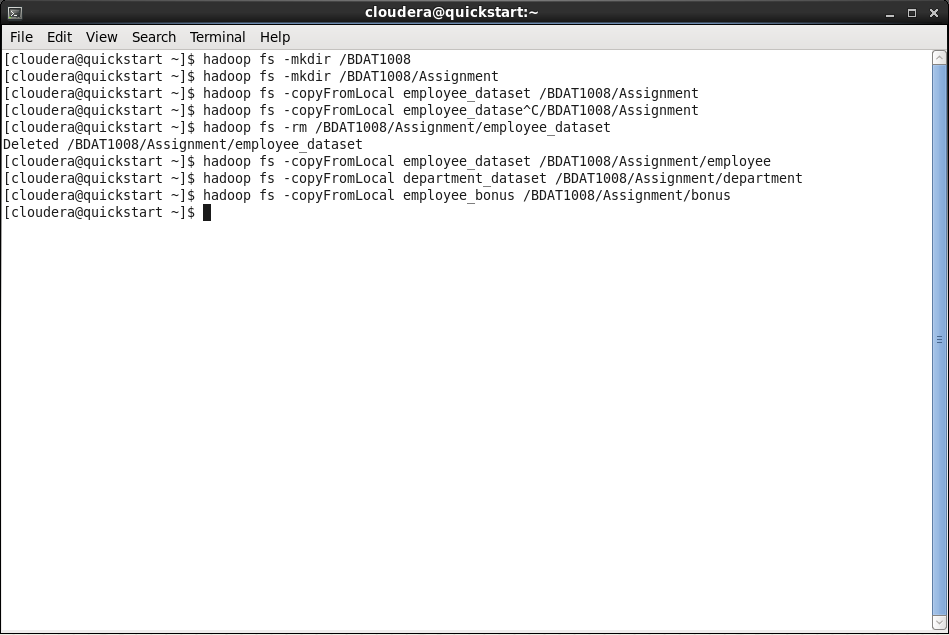 cloudera@quickstart:~
File Edit View Search Terminal Help
[cloudera@quickstart ~]$ hadoop fs -mkdir /BDAT1008
[cloudera@quickstart ~]$ hadoop fs -mkdir /BDAT1008/Assignment
[cloudera@quickstart ~]$ hadoop fs -copyFromLocal employee_dataset /BDAT1008/Assignment
[cloudera@quickstart ~]$ hadoop fs -copyFromLocal employee_datase^C/BDAT1008/Assignment
[cloudera@quickstart ~]$ hadoop fs -rm /BDAT1008/Assignment/employee_dataset
Deleted /BDAT1008/Assignment/employee_dataset
[cloudera@quickstart ~]$ hadoop fs -copyFromLocal employee_dataset /BDAT1008/Assignment/employee
[cloudera@quickstart ~]$ hadoop fs -copyFromLocal department_dataset /BDAT1008/Assignment/department
[cloudera@quickstart ~]$ hadoop fs -copyFromLocal employee_bonus /BDAT1008/Assignment/bonus
[cloudera@quickstart ~]$